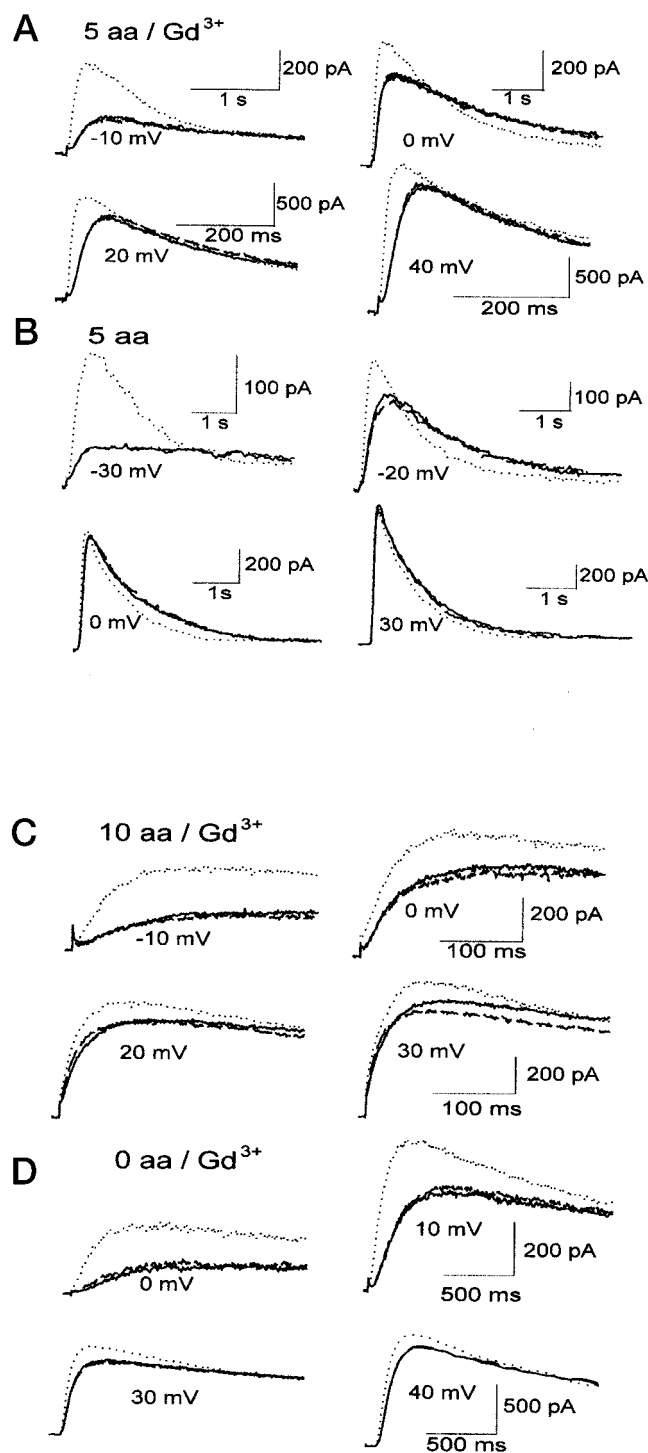 A 5 aa / Gd³⁺
200 pA
1 s
-10 mV
200 pA
1 s
0 mV
500 pA
200 ms
20 mV
40 mV
500 pA
200 ms
B 5 aa
100 pA
1 s
-30 mV
100 pA
1 s
-20 mV
200 pA
1 s
0 mV
200 pA
1 s
30 mV
C 10 aa / Gd³⁺
-10 mV
0 mV
200 pA
100 ms
20 mV
30 mV
200 pA
100 ms
D 0 aa / Gd³⁺
0 mV
10 mV
200 pA
500 ms
30 mV
40 mV
500 pA
500 ms